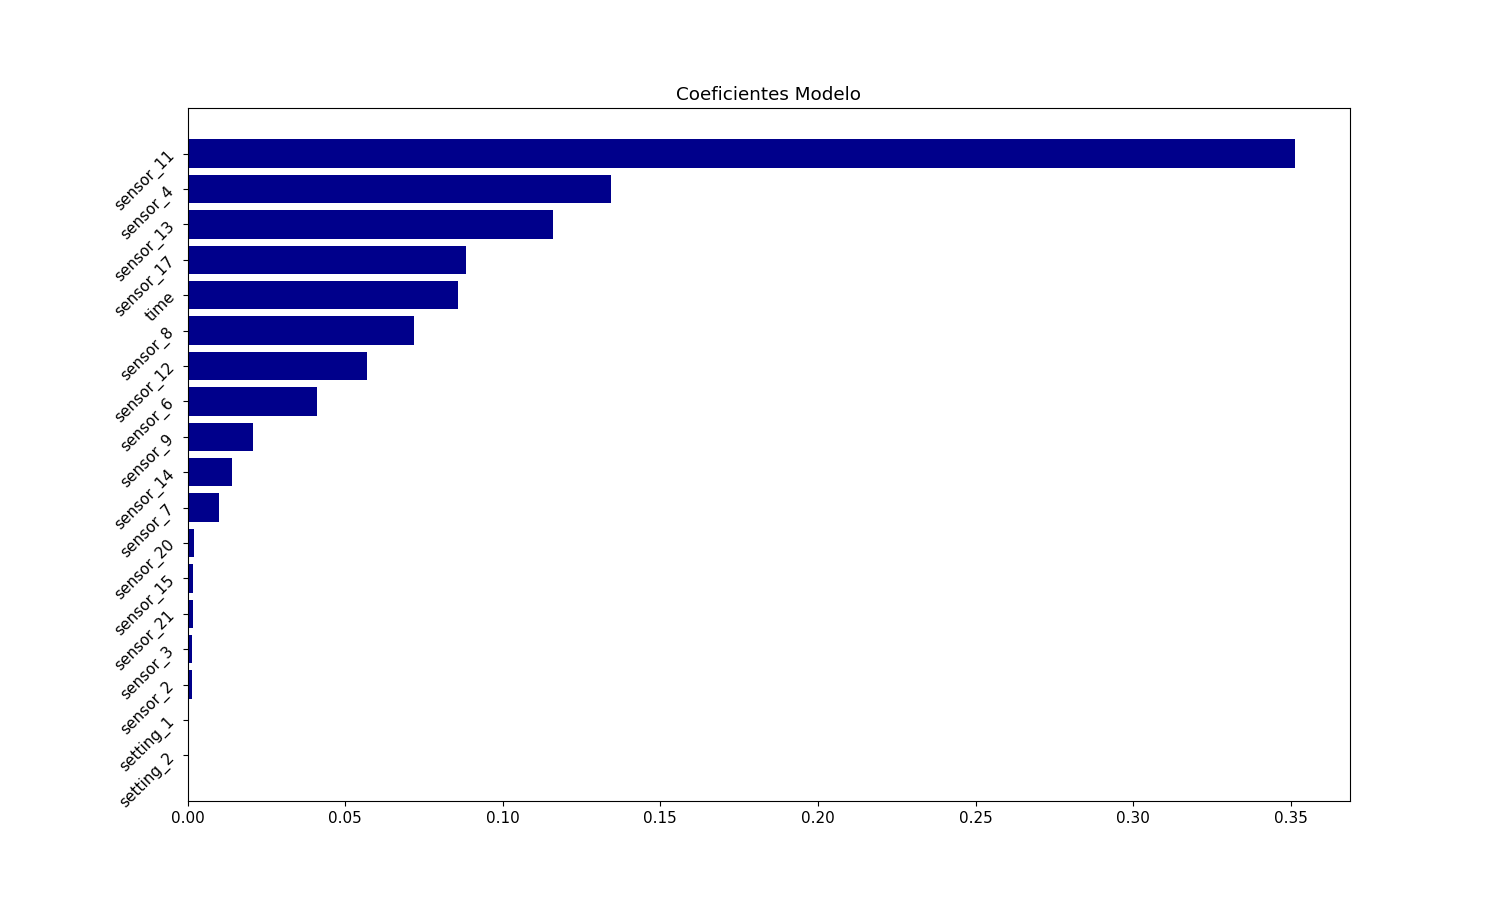 Coeficientes Modelo
sensor_11
sensor_4
sensor_13
sensor_17
time
sensor_8
sensor_12
sensor_6
sensor_9
sensor_14
sensor_7
sensor_20
sensor_15
sensor_21
sensor_3
sensor_2
setting_1
setting_2
0.00 0.05 0.10 0.15 0.20 0.25 0.30 0.35